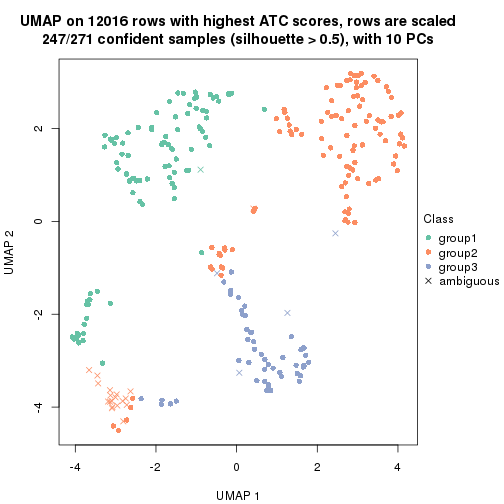 UMAP on 12016 rows with highest ATC scores, rows are scaled
247/271 confident samples (silhouette > 0.5), with 10 PCs
2
0
-2
-4
UMAP 2
-4
-2
0
2
4
UMAP 1
Class
group1
group2
group3
ambiguous